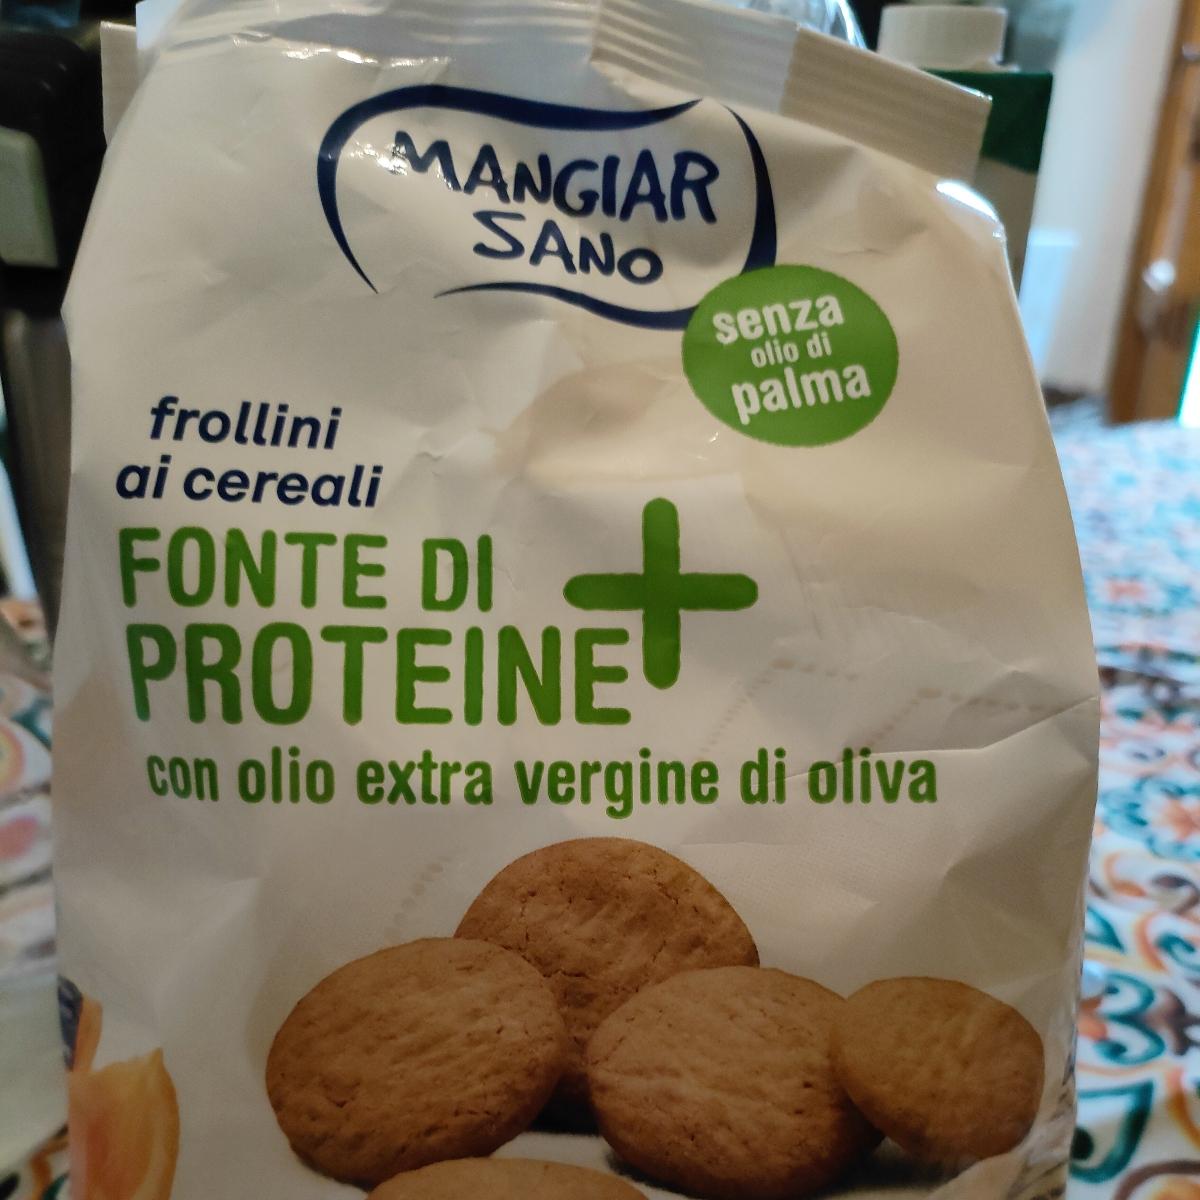 MANGIAR
SANO
senza
olio di
palma
frollini
ai cereali
FONTE DI
PROTEINE+
con olio extra vergine di oliva